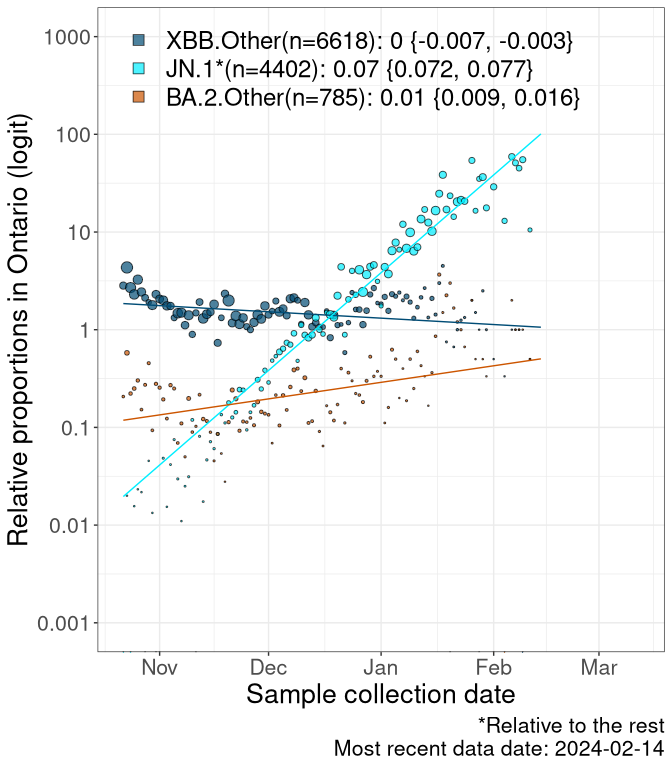 XBB.Other(n=6618): 0 {-0.007, -0.003}
JN.1*(n=4402): 0.07 {0.072, 0.077}
BA.2.Other(n=785): 0.01 {0.009, 0.016}
Relative proportions in Ontario (logit)
1000
100
10
1
0.1
0.01
0.001
Nov Dec Jan Feb Mar
Sample collection date
*Relative to the rest
Most recent data date: 2024-02-14